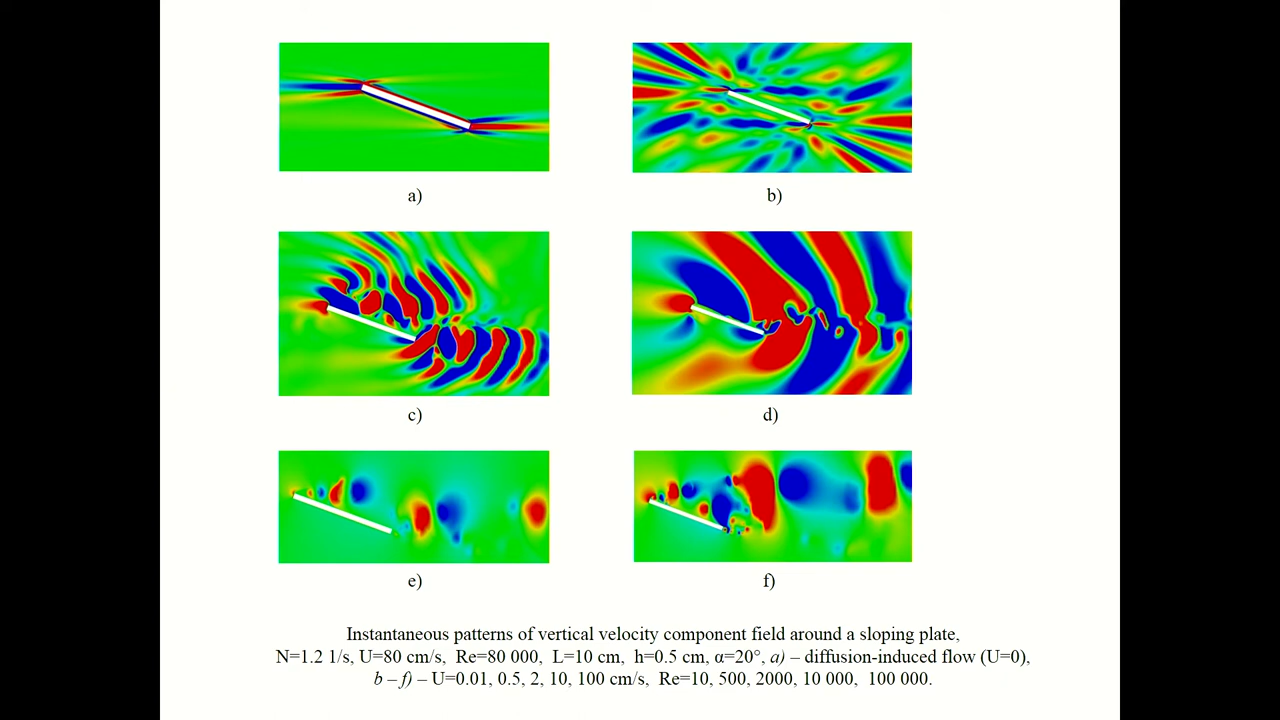 a)
b)
c)
d)
e)
f)
Instantaneous patterns of vertical velocity component field around a sloping plate,
N=1.2 1/s, U=80 cm/s, Re=80 000, L=10 cm, h=0.5 cm, α=20°, a) – diffusion-induced flow (U=0),
b – f) – U=0.01, 0.5, 2, 10, 100 cm/s, Re=10, 500, 2000, 10 000, 100 000.